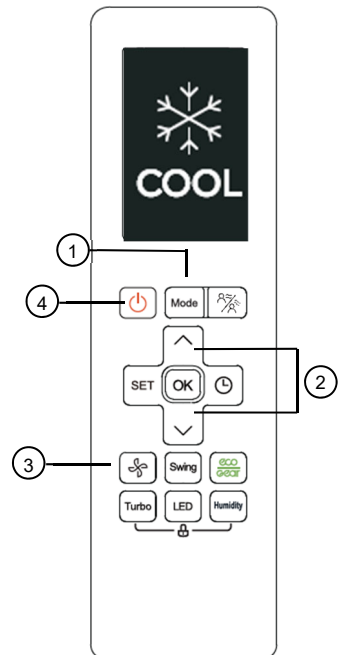 COOL
1
4
Mode
SET
OK
2
3
Swing
eco
gear
Turbo
LED
Humidity